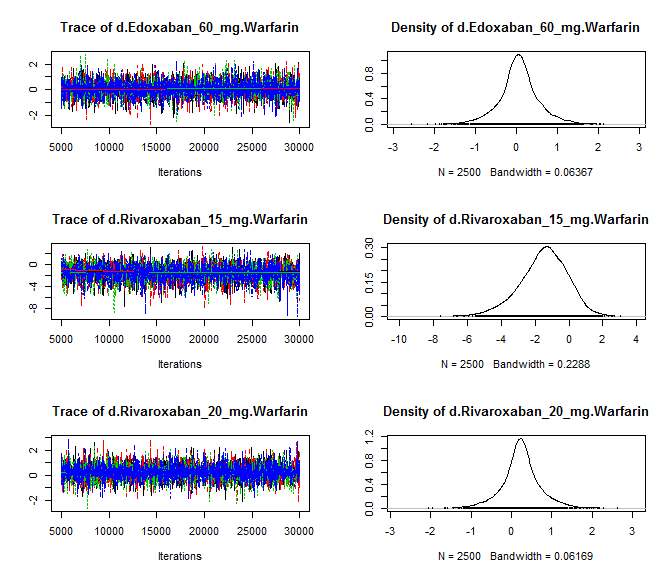 Trace of d.Edoxaban_60_mg.Warfarin
2
0
-2
5000 10000 15000 20000 25000 30000
Iterations
Density of d.Edoxaban_60_mg.Warfarin
0.8
0.4
0.0
-3 -2 -1 0 1 2 3
N = 2500 Bandwidth = 0.06367
Trace of d.Rivaroxaban_15_mg.Warfarin
0
-4
-8
5000 10000 15000 20000 25000 30000
Iterations
Density of d.Rivaroxaban_15_mg.Warfarin
0.30
0.15
0.00
-10 -8 -6 -4 -2 0 2 4
N = 2500 Bandwidth = 0.2288
Trace of d.Rivaroxaban_20_mg.Warfarin
2
0
-2
5000 10000 15000 20000 25000 30000
Iterations
Density of d.Rivaroxaban_20_mg.Warfarin
1.2
0.8
0.4
0.0
-3 -2 -1 0 1 2 3
N = 2500 Bandwidth = 0.06169